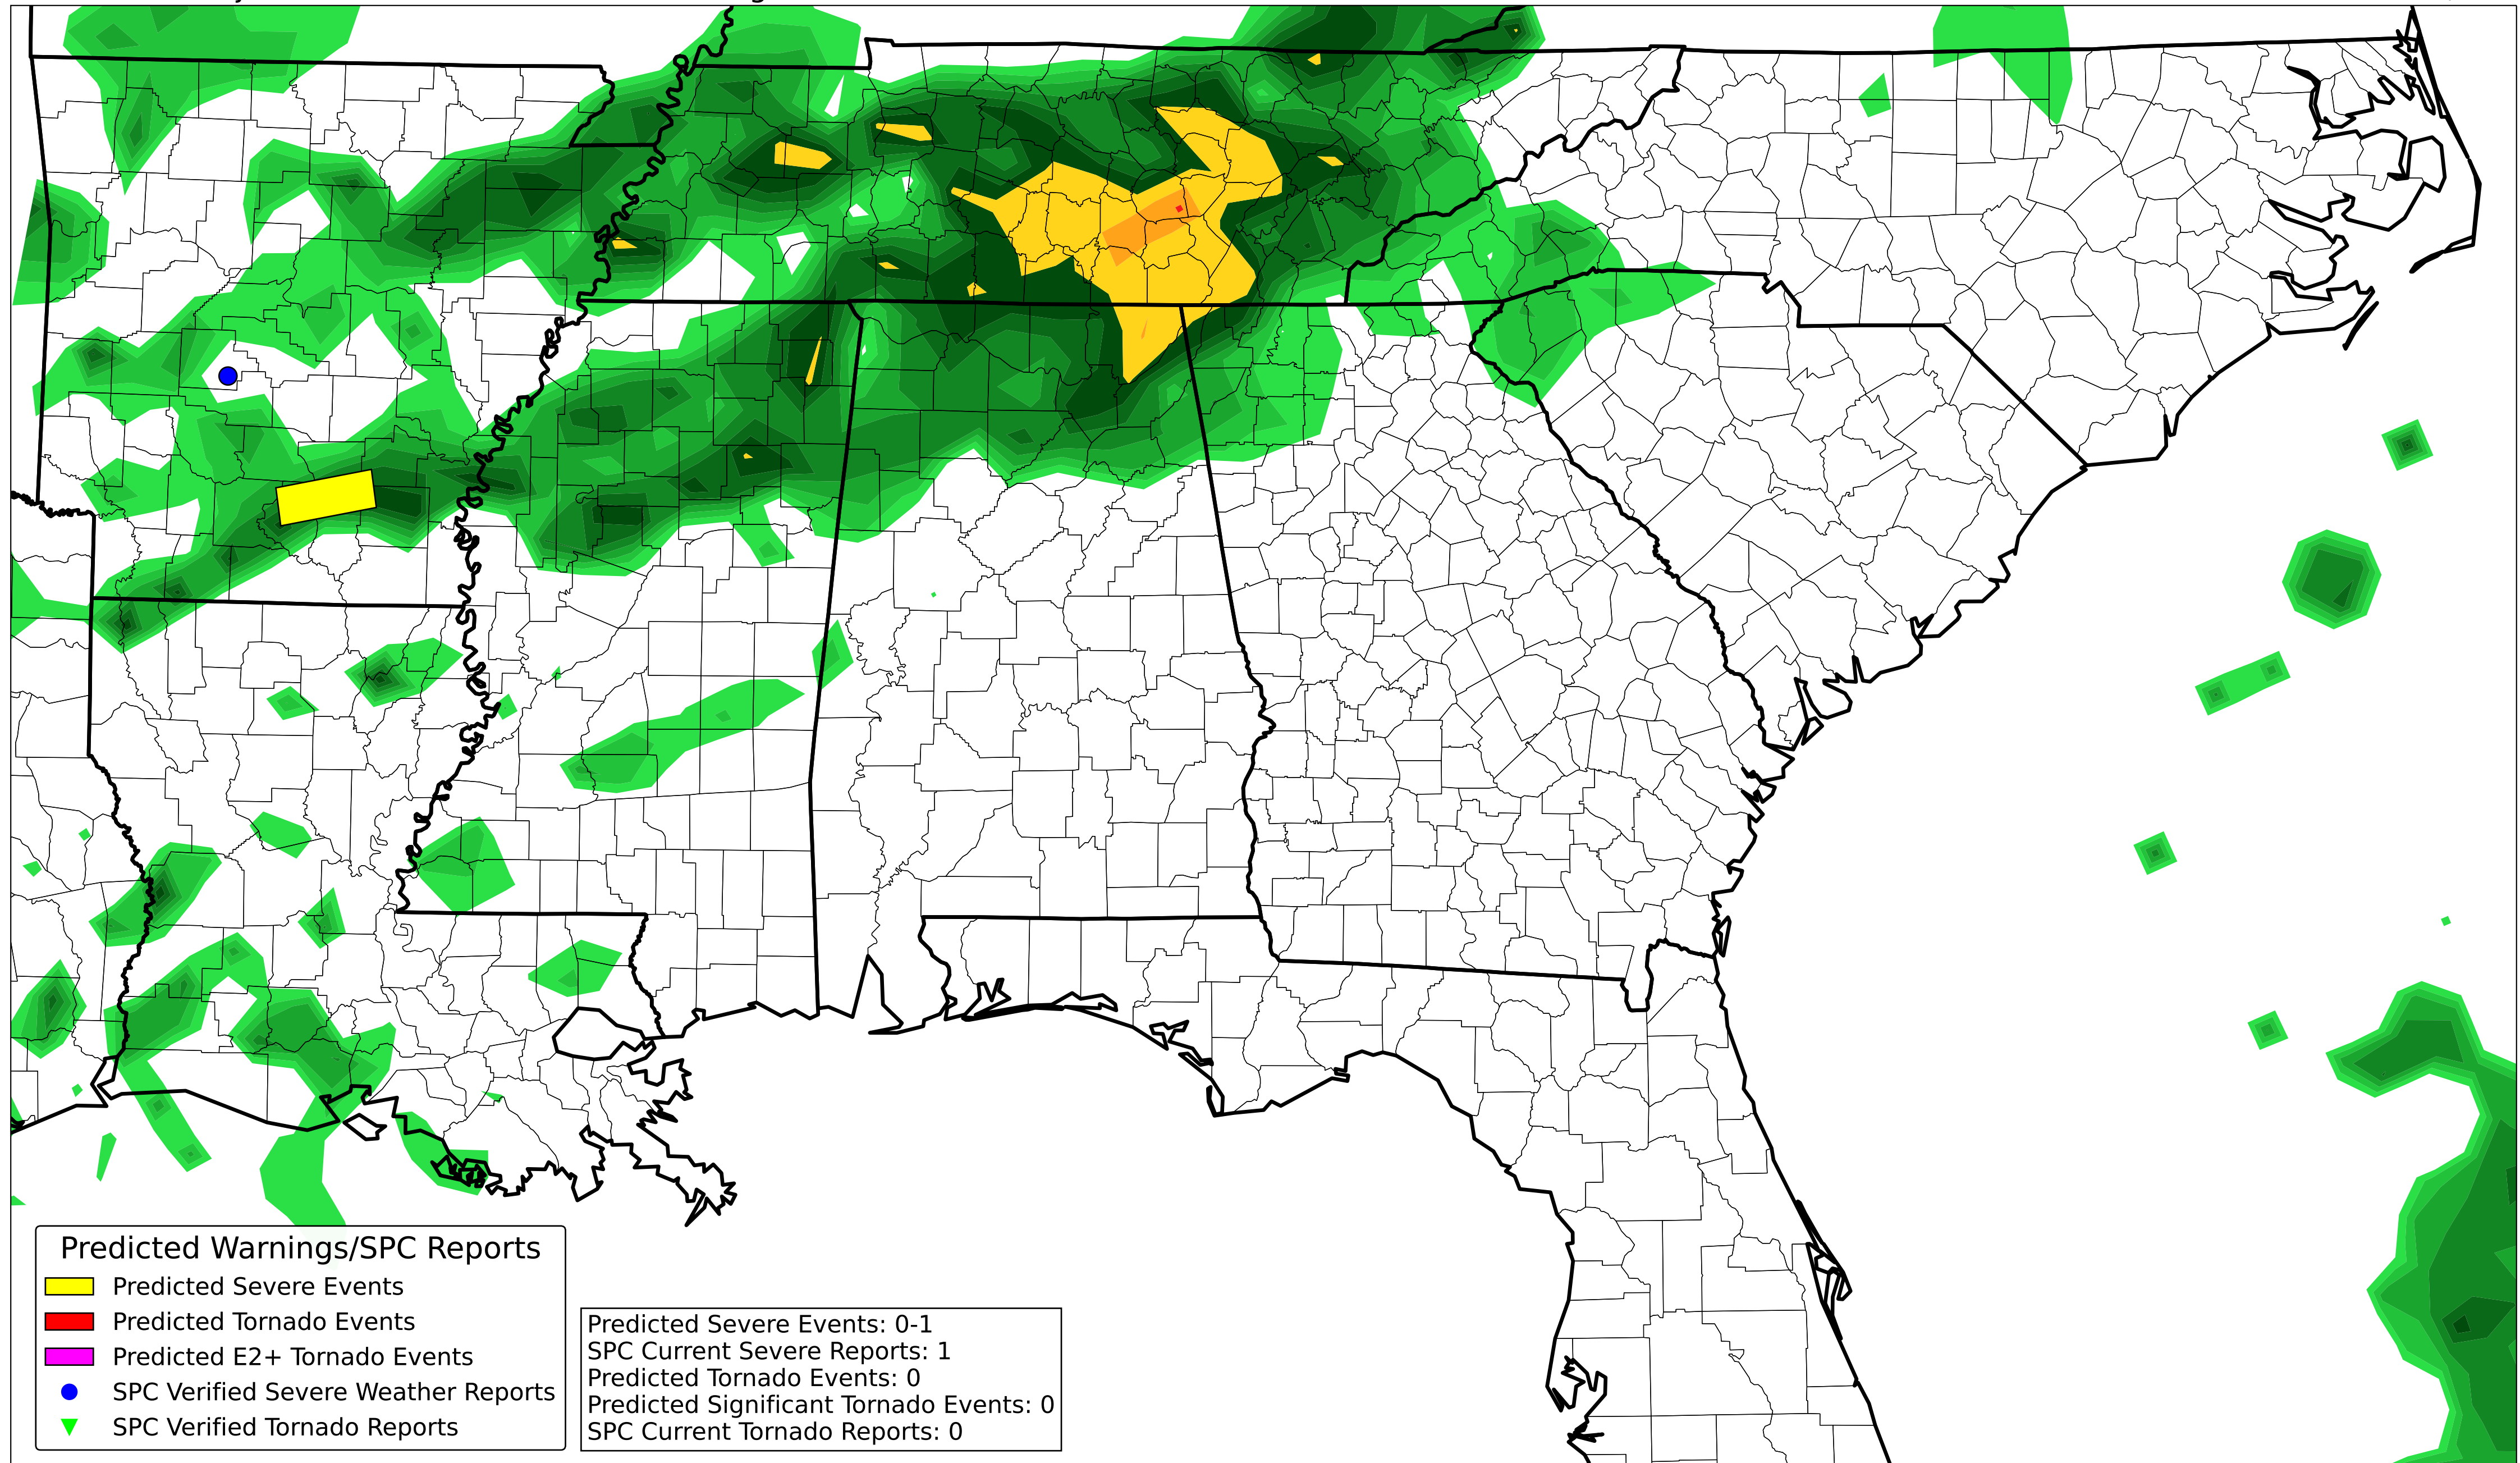 Predicted Warnings/SPC Reports
Predicted Severe Events
Predicted Tornado Events
Predicted E2+ Tornado Events
SPC Verified Severe Weather Reports
SPC Verified Tornado Reports
Predicted Severe Events: 0-1
SPC Current Severe Reports: 1
Predicted Tornado Events: 0
Predicted Significant Tornado Events: 0
SPC Current Tornado Reports: 0